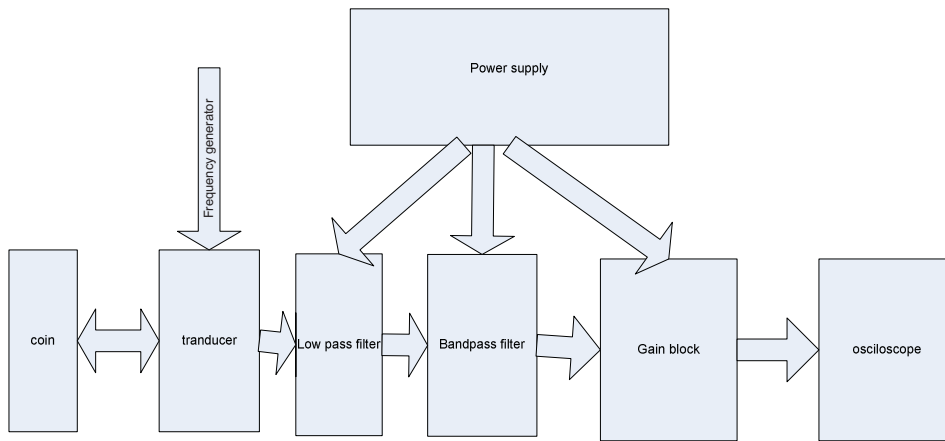 Power supply
Frequency generator
coin
tranducer
Low pass filter
Bandpass filter
Gain block
osciloscope